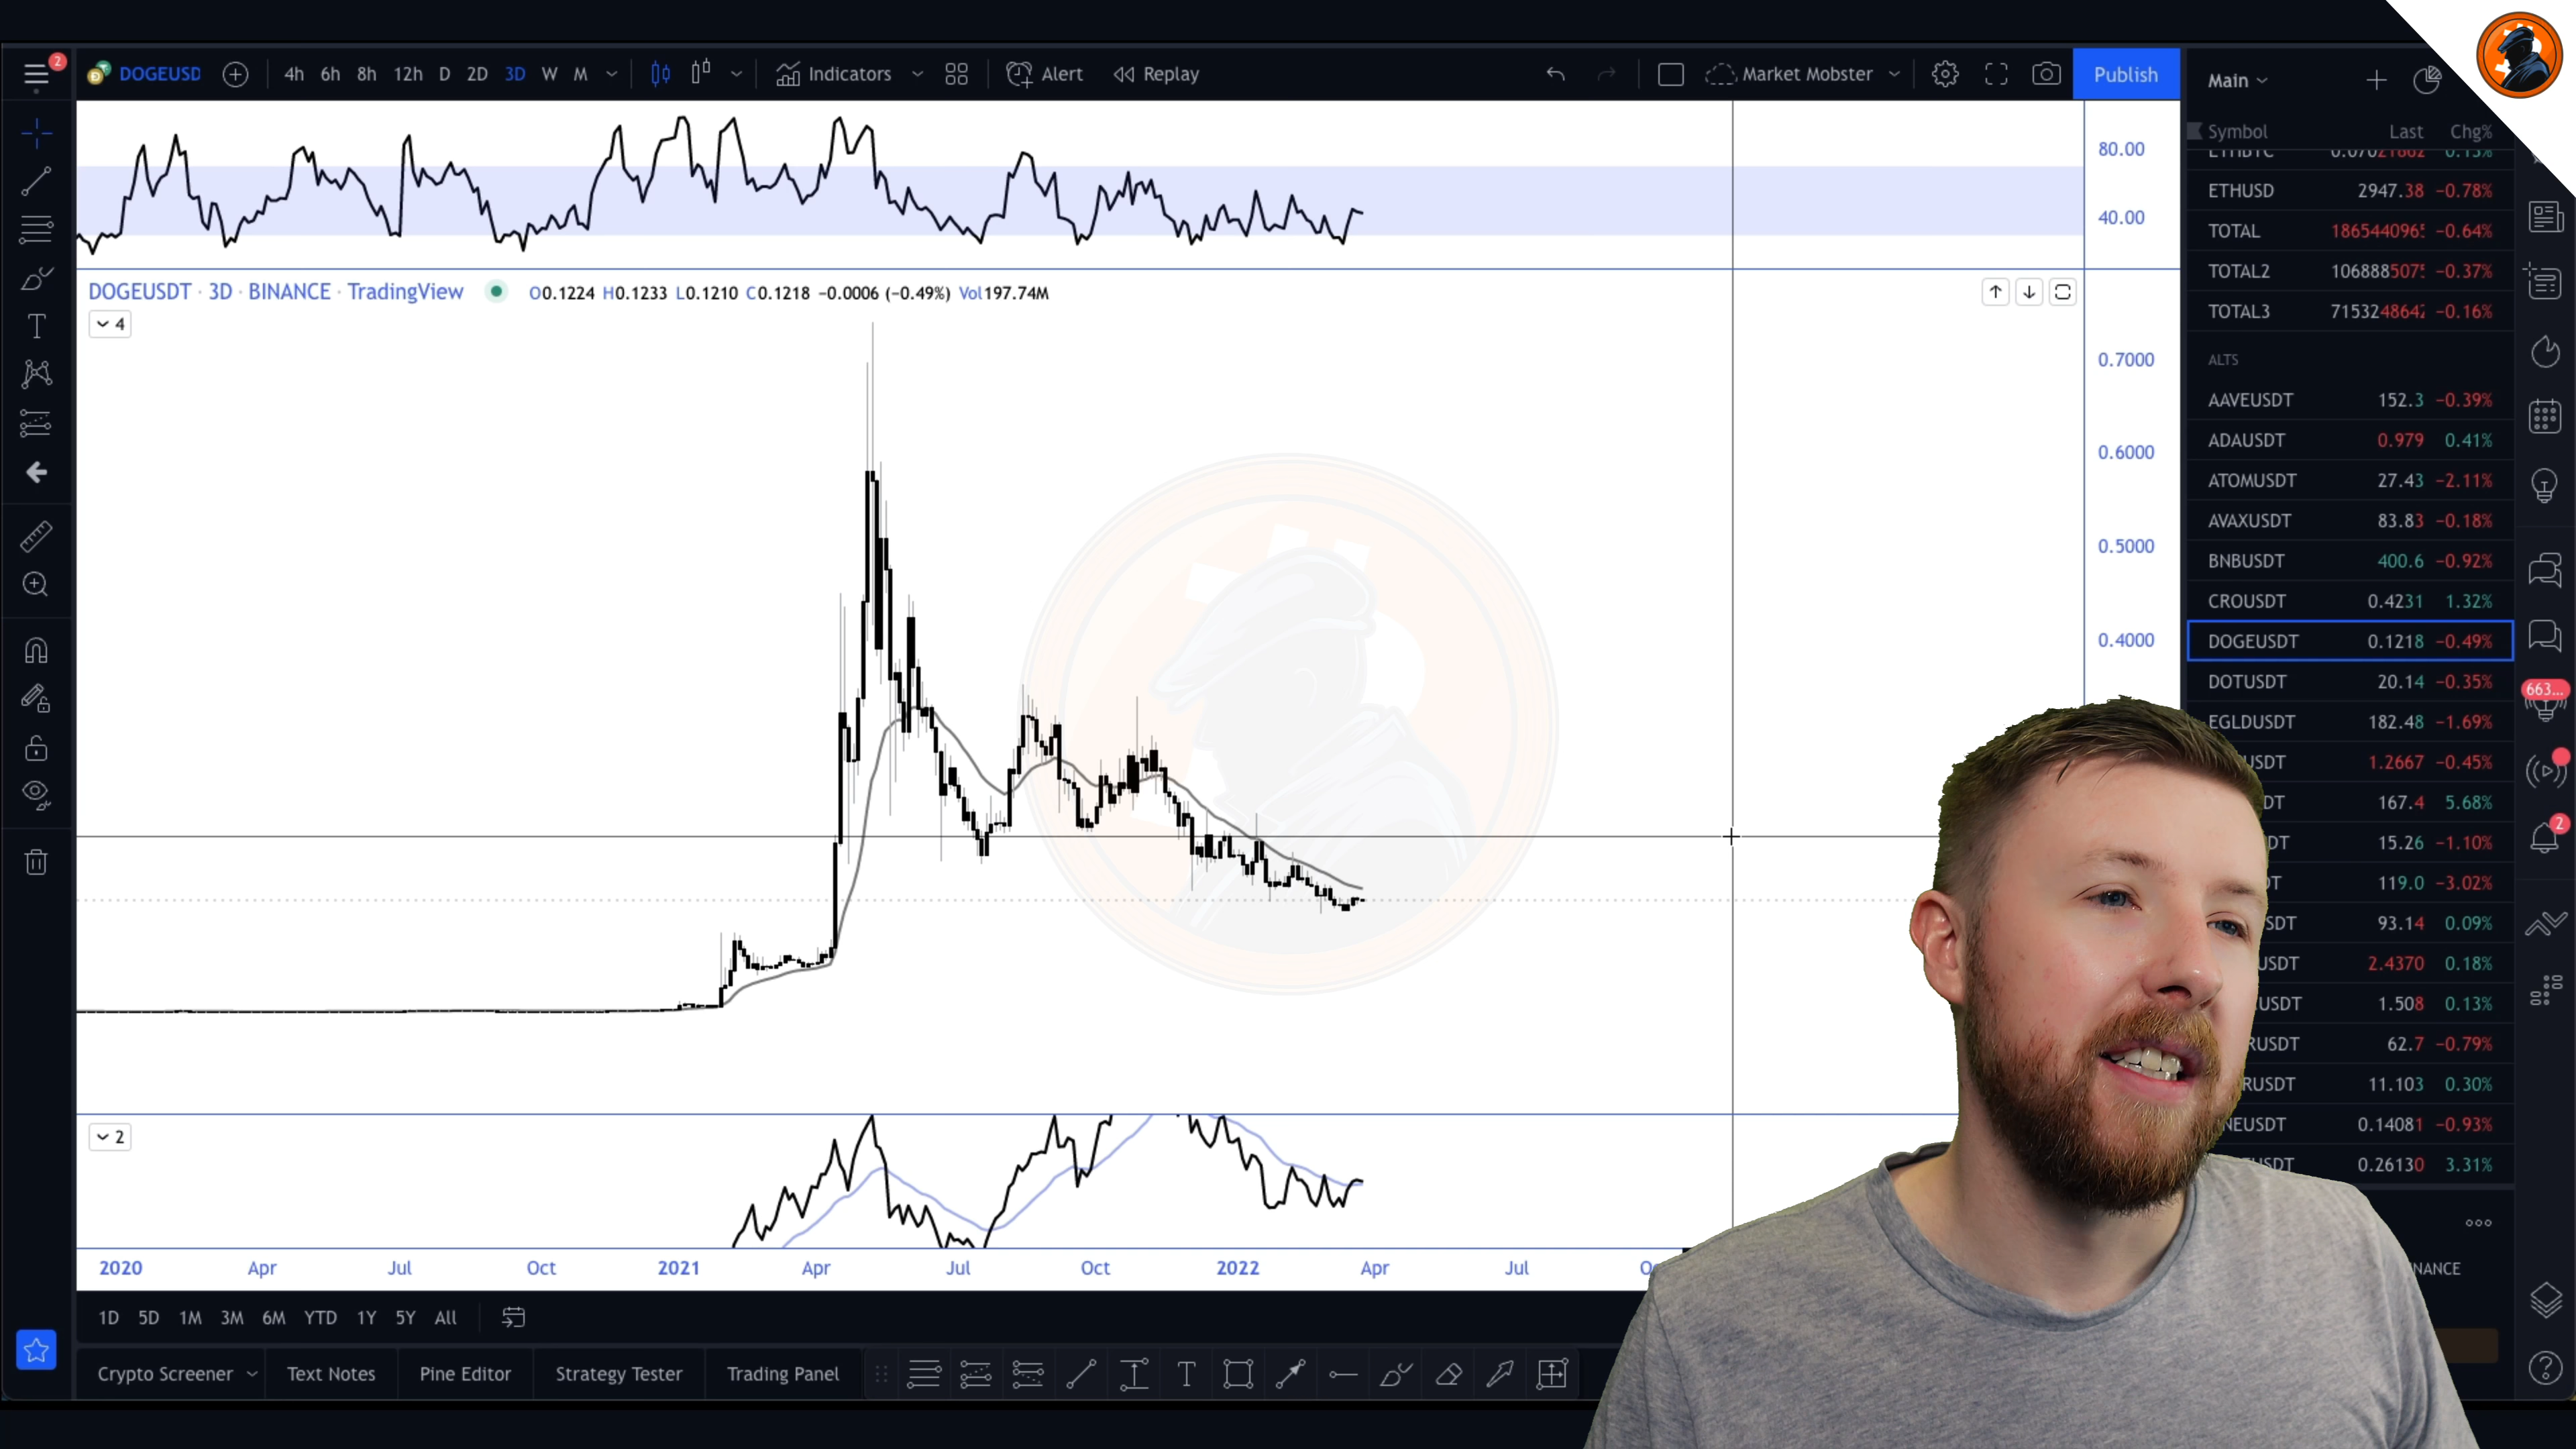 2 DOGEUSD 4h 6h 8h 12h D 2D 3D W M Indicators Alert Replay Market Mobster Publish Main
Symbol Last Chg%
80.00
40.00
ETHUSD 2947.38 −0.78%
TOTAL −0.64%
TOTAL2 −0.37%
TOTAL3 −0.16%
DOGEUSDT · 3D · BINANCE · TradingView O0.1224 H0.1233 L0.1210 C0.1218 −0.0006 (−0.49%) Vol197.74M
4
0.7000
0.6000
0.5000
0.4000
ALTS
AAVEUSDT 152.3 −0.39%
ADAUSDT 0.979 0.41%
ATOMUSDT 27.43 −2.11%
AVAXUSDT 83.83 −0.18%
BNBUSDT 400.6 −0.92%
CROUSDT 0.4231 1.32%
DOGEUSDT 0.1218 −0.49%
DOTUSDT 20.14 −0.35%
663...
EGLDUSDT 182.48 −1.69%
1.2667 −0.45%
167.4 5.68%
15.26 −1.10%
2
119.0 −3.02%
93.14 0.09%
2.4370 0.18%
1.508 0.13%
62.7 −0.79%
11.103 0.30%
0.14081 −0.93%
0.26130 3.31%
2
2020 Apr Jul Oct 2021 Apr Jul Oct 2022 Apr Jul
1D 5D 1M 3M 6M YTD 1Y 5Y All
Crypto Screener Text Notes Pine Editor Strategy Tester Trading Panel